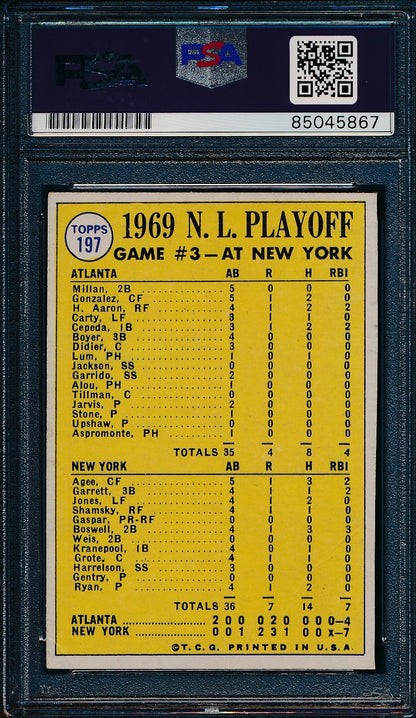 PSA
PSA
85045867
TOPPS
197
1969 N. L. PLAYOFF
GAME #3—AT NEW YORK
ATLANTA AB R H RBI
Millan, 2B 5 0 0 0
Gonzalez, CF 5 1 2 0
H. Aaron, RF 4 1 2 2
Carty, LF 3 1 1 0
Cepeda, 1B 3 1 2 2
Boyer, 3B 4 0 0 0
Didier, C 3 0 0 0
Lum, PH 1 0 1 0
Jackson, SS 0 0 0 0
Garrido, SS 2 0 0 0
Alou, PH 1 0 0 0
Tillman, C 0 0 0 0
Jarvis, P 2 0 0 0
Stone, P 1 0 0 0
Upshaw, P 0 0 0 0
Aspromonte, PH 1 0 0 0
TOTALS 35 4 8 4
NEW YORK AB R H RBI
Agee, CF 5 1 3 2
Garrett, 3B 4 1 1 2
Jones, LF 4 1 2 0
Shamsky, RF 4 1 1 0
Gaspar, PR-RF 0 0 0 0
Boswell, 2B 4 1 3 3
Weis, 2B 0 0 0 0
Kranepool, 1B 4 0 1 0
Grote, C 4 1 1 0
Harrelson, SS 3 0 0 0
Gentry, P 0 0 0 0
Ryan, P 4 1 2 0
TOTALS 36 7 14 7
ATLANTA 2 0 0 0 2 0 0 0 0—4
NEW YORK 0 0 1 2 3 1 0 0 x—7
©T.C.G. PRINTED IN U.S.A.